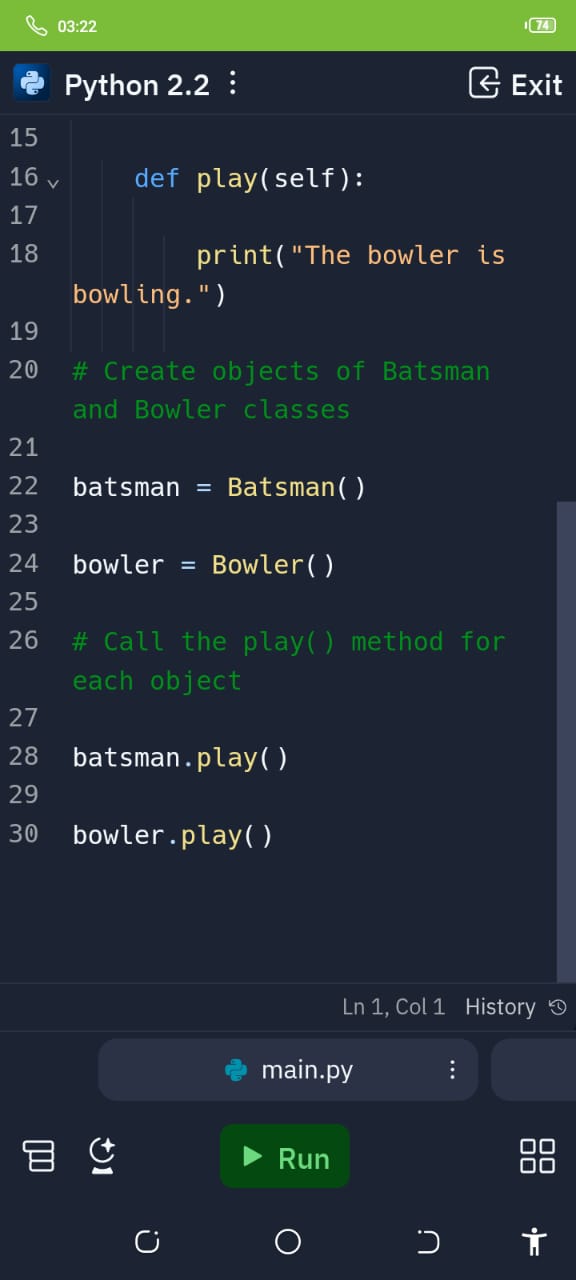 03:22
74
Python 2.2
Exit
15
16 def play(self):
17
18 print("The bowler is
bowling.")
19
20 # Create objects of Batsman
and Bowler classes
21
22 batsman = Batsman()
23
24 bowler = Bowler()
25
26 # Call the play() method for
each object
27
28 batsman.play()
29
30 bowler.play()
Ln 1, Col 1 History
main.py
Run